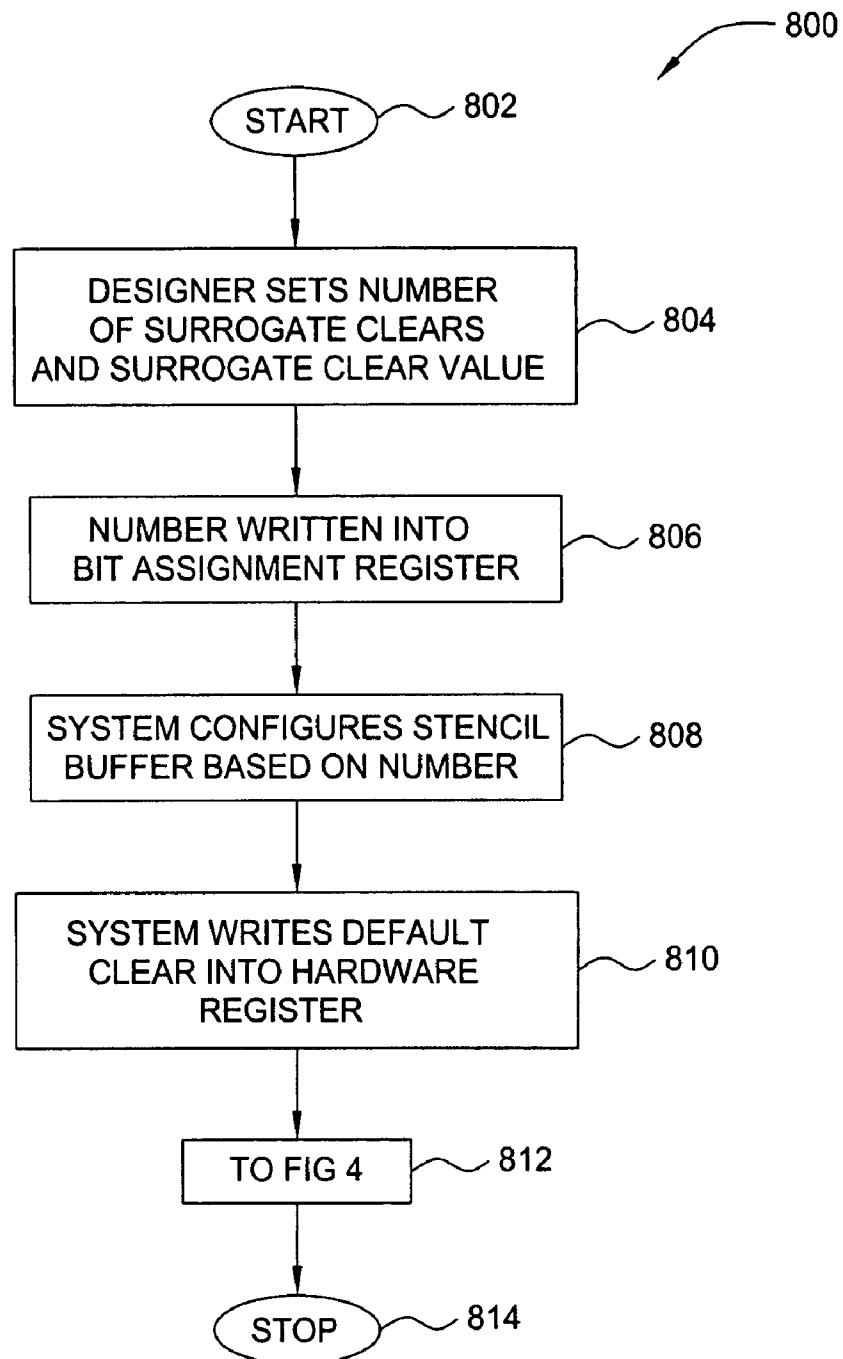 800
START
802
DESIGNER SETS NUMBER
OF SURROGATE CLEARS
AND SURROGATE CLEAR VALUE
804
NUMBER WRITTEN INTO
BIT ASSIGNMENT REGISTER
806
SYSTEM CONFIGURES STENCIL
BUFFER BASED ON NUMBER
808
SYSTEM WRITES DEFAULT
CLEAR INTO HARDWARE
REGISTER
810
TO FIG 4
812
STOP
814